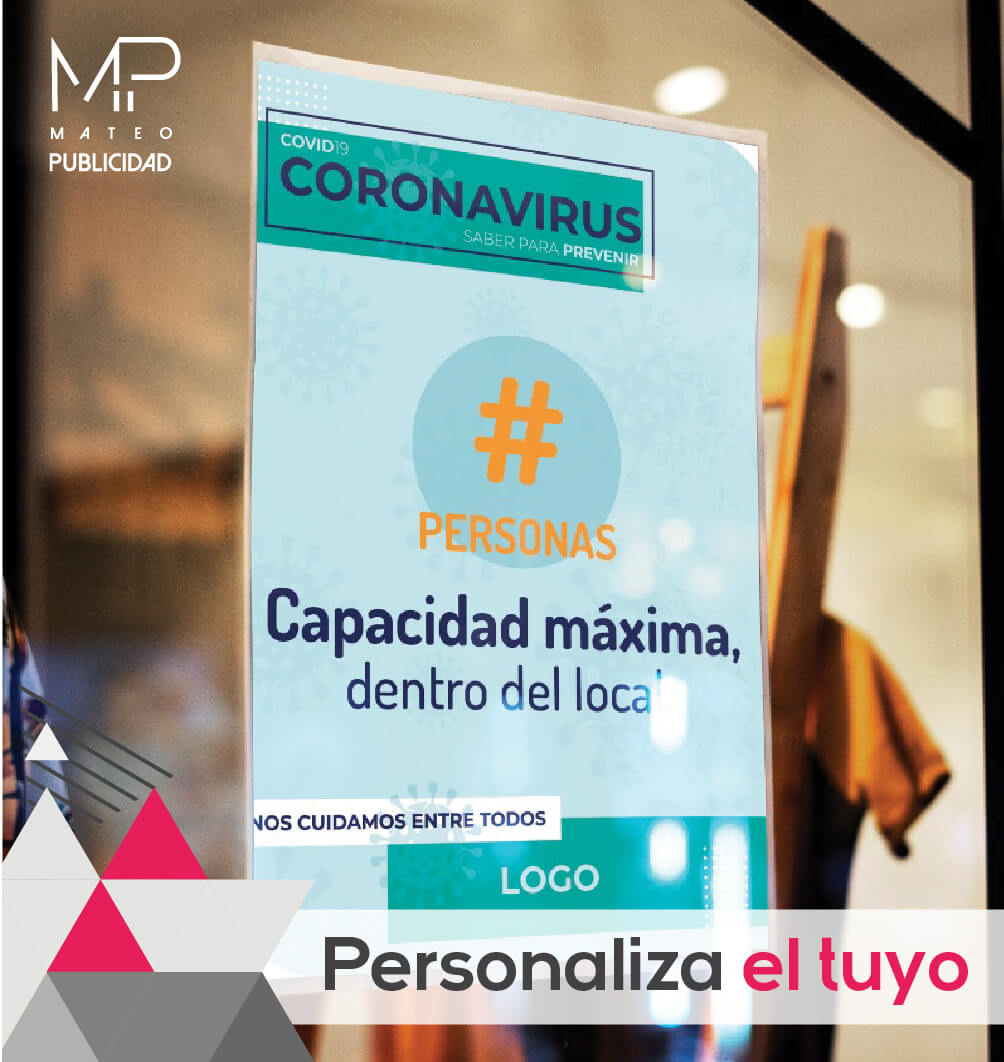 MP
MATEO
PUBLICIDAD
COVID19
CORONAVIRUS
SABER PARA PREVENIR
#
PERSONAS
Capacidad máxima,
dentro del local
NOS CUIDAMOS ENTRE TODOS
LOGO
Personaliza el tuyo